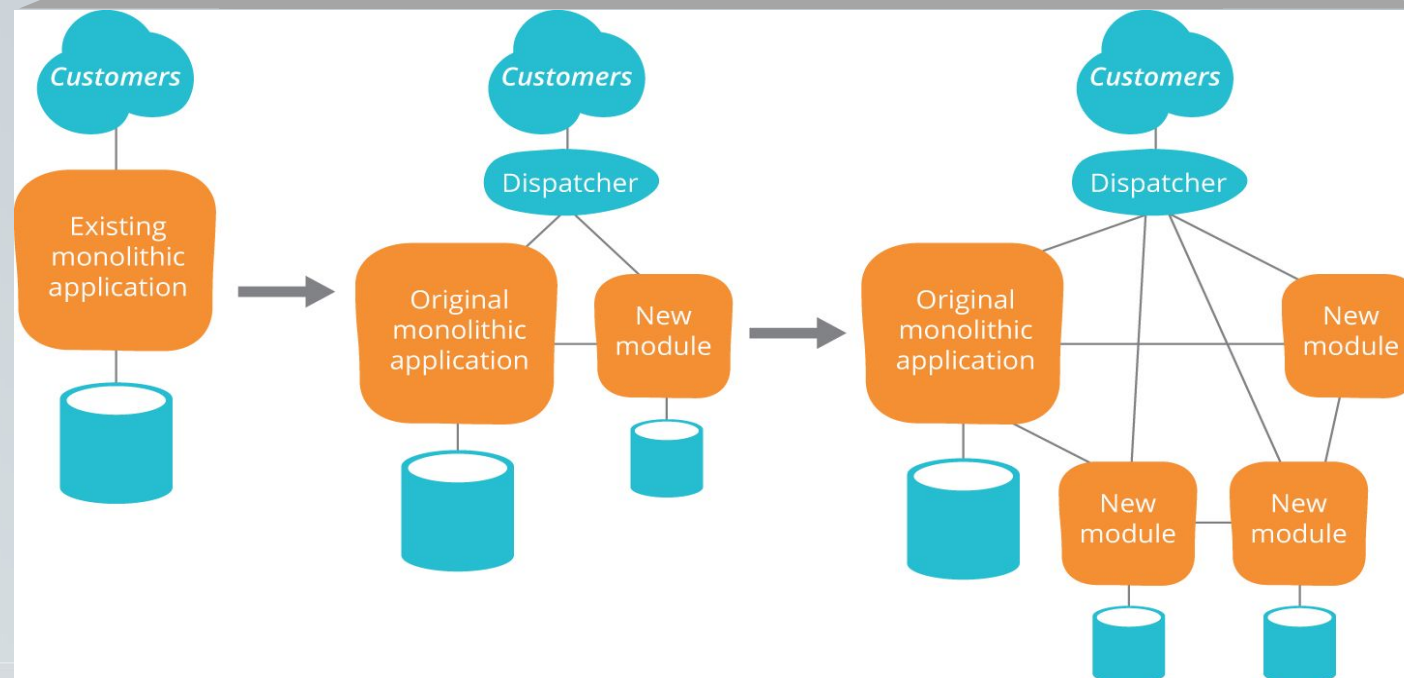 Customers
Existing
monolithic
application
Customers
Dispatcher
Original
monolithic
application
New
module
Customers
Dispatcher
Original
monolithic
application
New
module
New
module
New
module